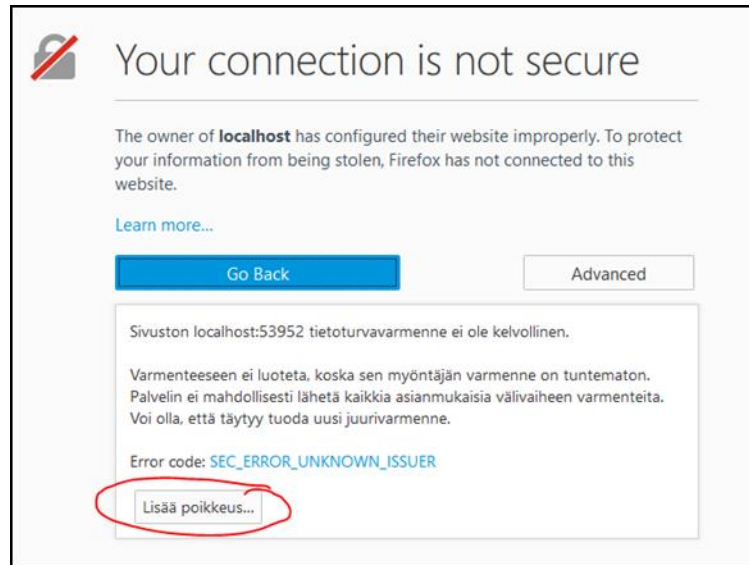 Your connection is not secure
The owner of localhost has configured their website improperly. To protect
your information from being stolen, Firefox has not connected to this
website.
Learn more...
Go Back
Advanced
Sivuston localhost:53952 tietoturvavarmenne ei ole kelvollinen.
Varmenteeseen ei luoteta, koska sen myöntäjän varmenne on tuntematon.
Palvelin ei mahdollisesti lähetä kaikkia asianmukaisia välivaiheen varmenteita.
Voi olla, että täytyy tuoda uusi juurivarmenne.
Error code: SEC_ERROR_UNKNOWN_ISSUER
Lisää poikkeus...